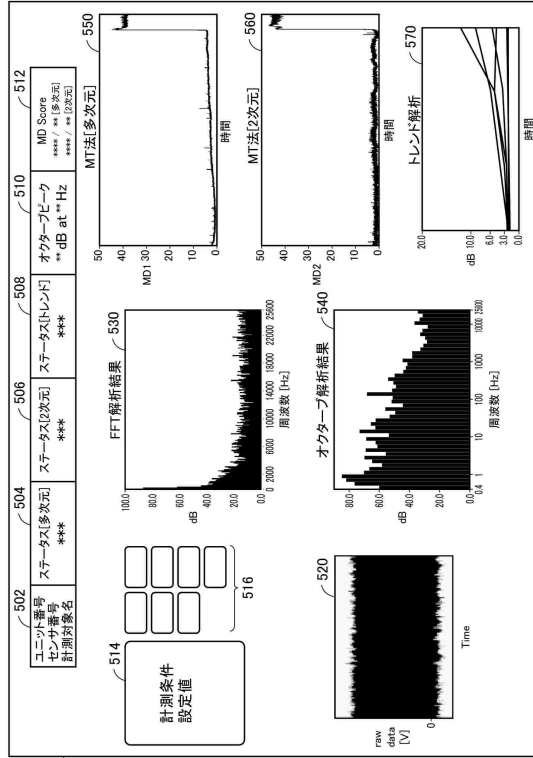 502
504
506
508
510
512
ユニット番号
センサ番号
計測対象名
ステータス[多次元]
***
ステータス[2次元]
***
ステータス[トレンド]
***
オクターブピーク
** dB at ** Hz
MD Score
**** / ** [多次元]
**** / ** [2次元]
514
計測条件
設定値
516
FFT解析結果
530
100.0
80.0
60.0
40.0
20.0
0.0
dB
0 2000 6000 10000 14000 18000 22000 25600
周波数 [Hz]
MT法[多次元]
550
50
40
30
20
10
0
MD1
時間
520
raw
data
[V]
0
Time
オクターブ解析結果
540
80.0
60.0
40.0
20.0
0.0
dB
0.4 1 10 100 1000 10000 25600
周波数 [Hz]
MT法[2次元]
560
50
40
30
20
10
0
MD2
時間
トレンド解析
570
20.0
10.0
6.0
3.0
0.0
dB
時間